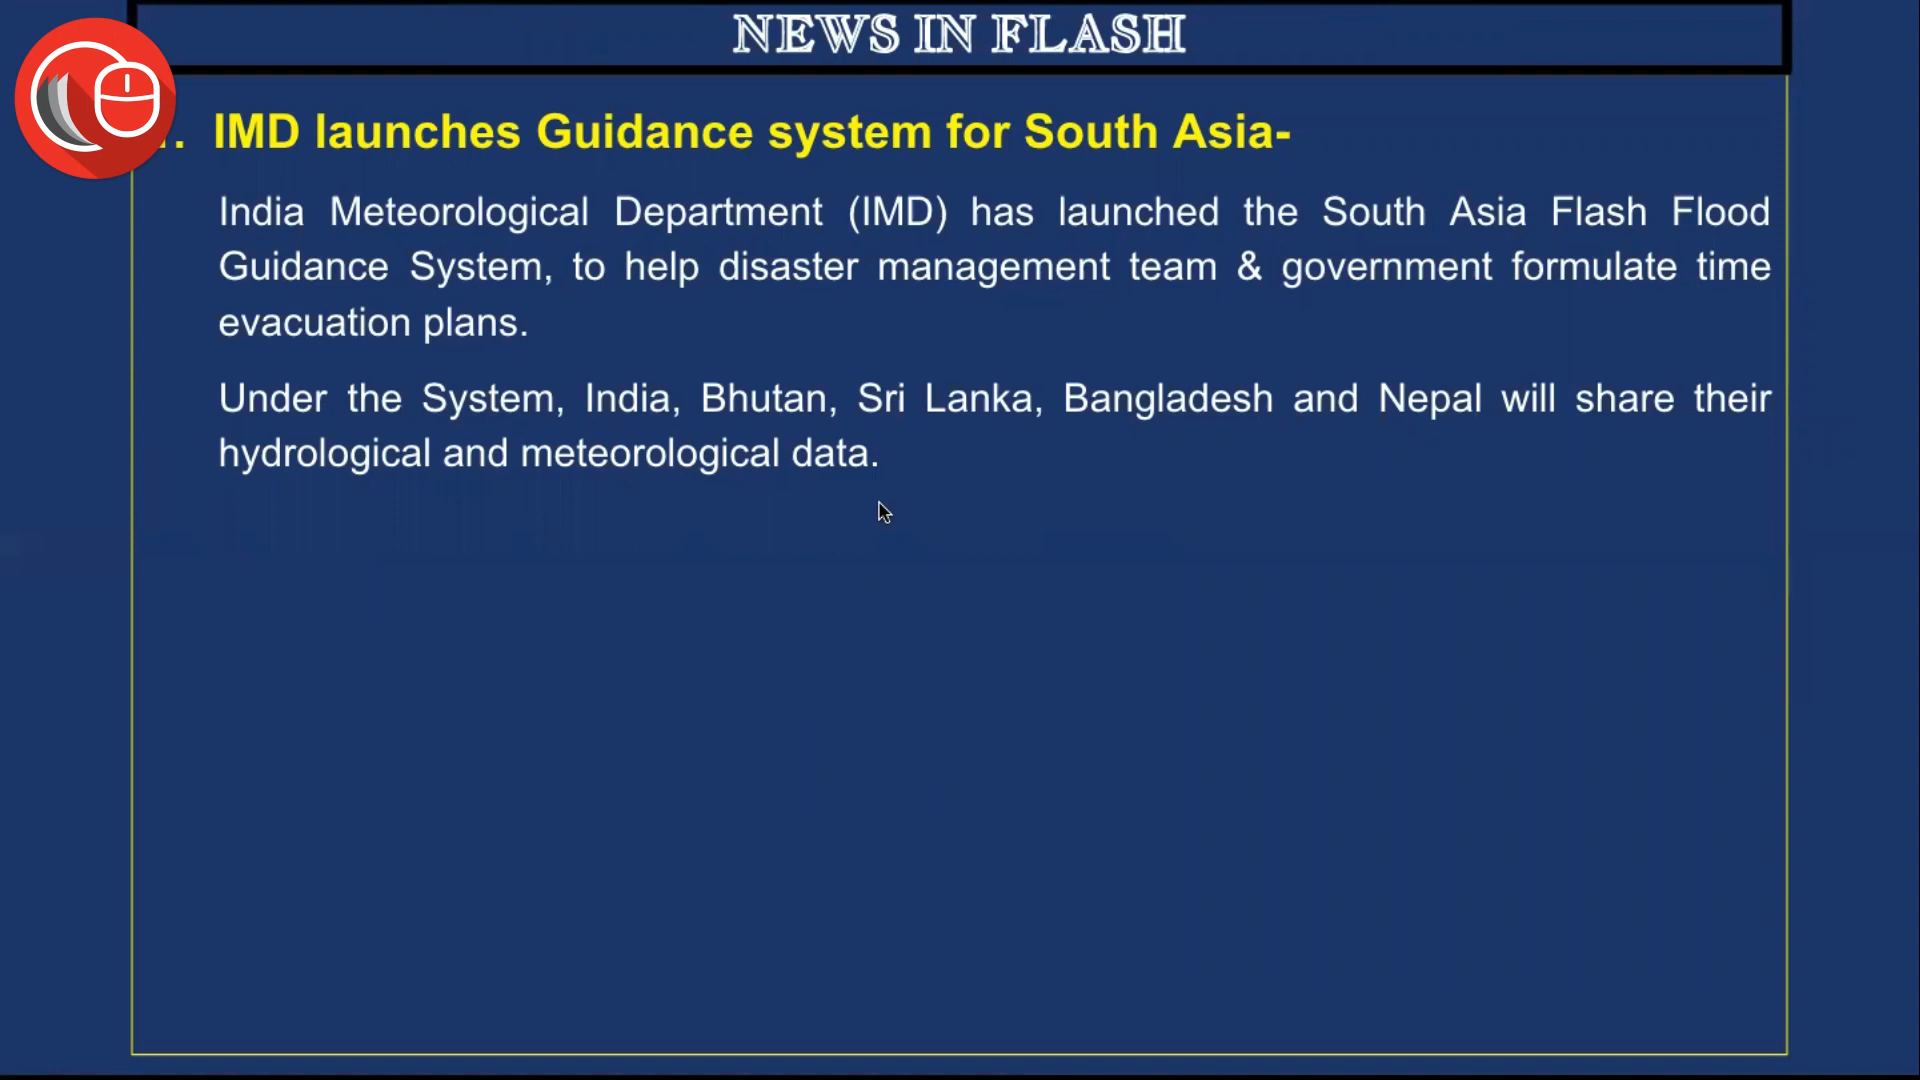 NEWS IN FLASH
IMD launches Guidance system for South Asia-
India Meteorological Department (IMD) has launched the South Asia Flash Flood
Guidance System, to help disaster management team & government formulate time
evacuation plans.
Under the System, India, Bhutan, Sri Lanka, Bangladesh and Nepal will share their
hydrological and meteorological data.